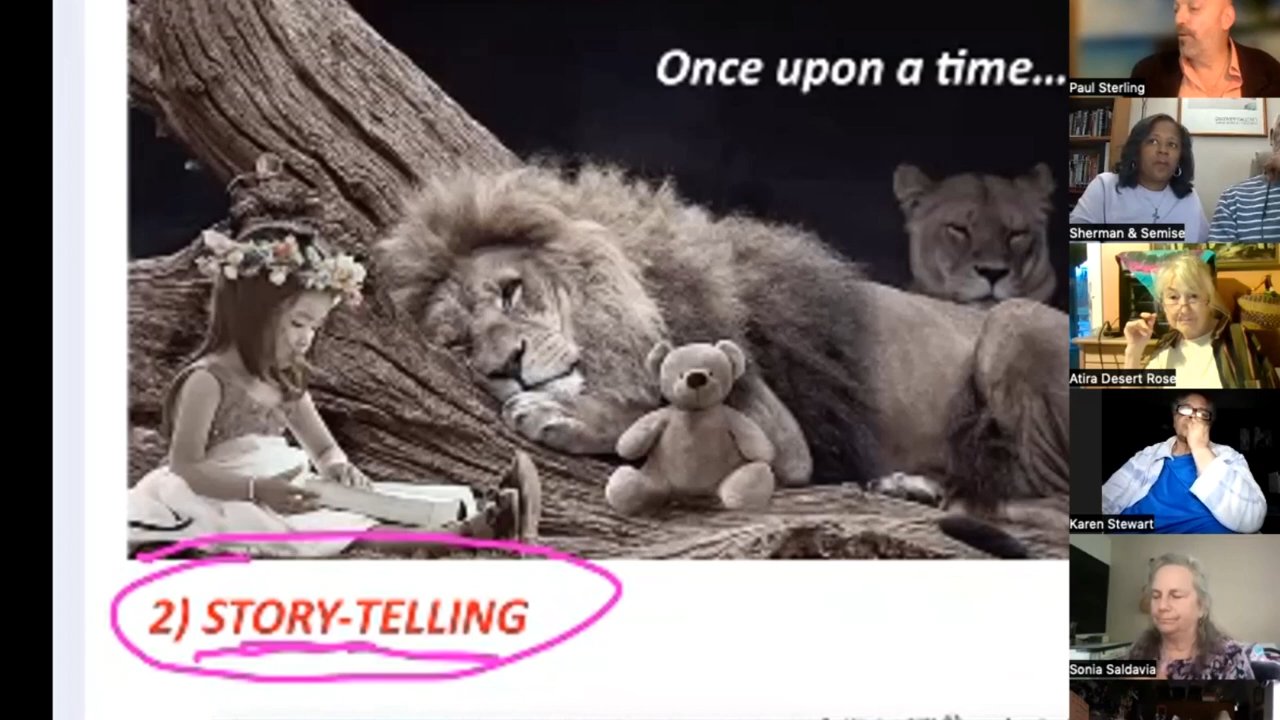 Once upon a time...
2) STORY-TELLING
Paul Sterling
Sherman & Semise
Atira Desert Rose
Karen Stewart
Sonia Saldavia